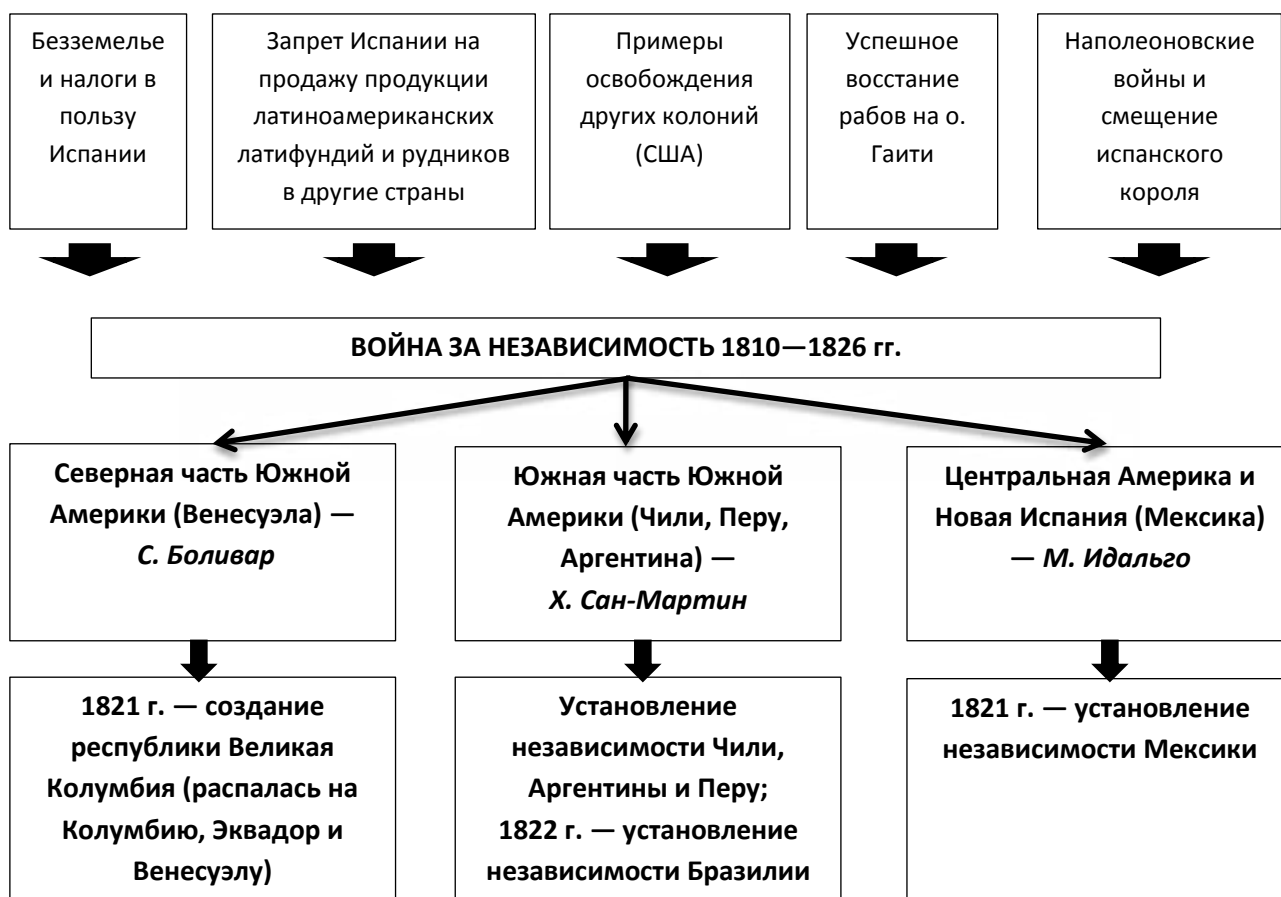 Безземелье
и налоги в
пользу
Испании
Запрет Испании на
продажу продукции
латиноамериканских
латифундий и рудников
в другие страны
Примеры
освобождения
других колоний
(США)
Успешное
восстание
рабов на о.
Гаити
Наполеоновские
войны и
смещение
испанского
короля
ВОЙНА ЗА НЕЗАВИСИМОСТЬ 1810—1826 гг.
Северная часть Южной
Америки (Венесуэла) —
С. Боливар
Южная часть Южной
Америки (Чили, Перу,
Аргентина) —
Х. Сан-Мартин
Центральная Америка и
Новая Испания (Мексика)
— М. Идальго
1821 г. — создание
республики Великая
Колумбия (распалась на
Колумбию, Эквадор и
Венесуэлу)
Установление
независимости Чили,
Аргентины и Перу;
1822 г. — установление
независимости Бразилии
1821 г. — установление
независимости Мексики